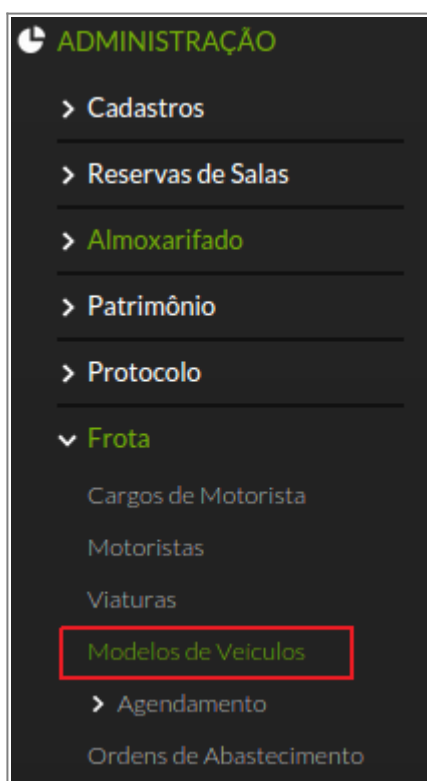 ADMINISTRAÇÃO
Cadastros
Reservas de Salas
Almoxarifado
Patrimônio
Protocolo
Frota
Cargos de Motorista
Motoristas
Viaturas
Modelos de Veículos
Agendamento
Ordens de Abastecimento